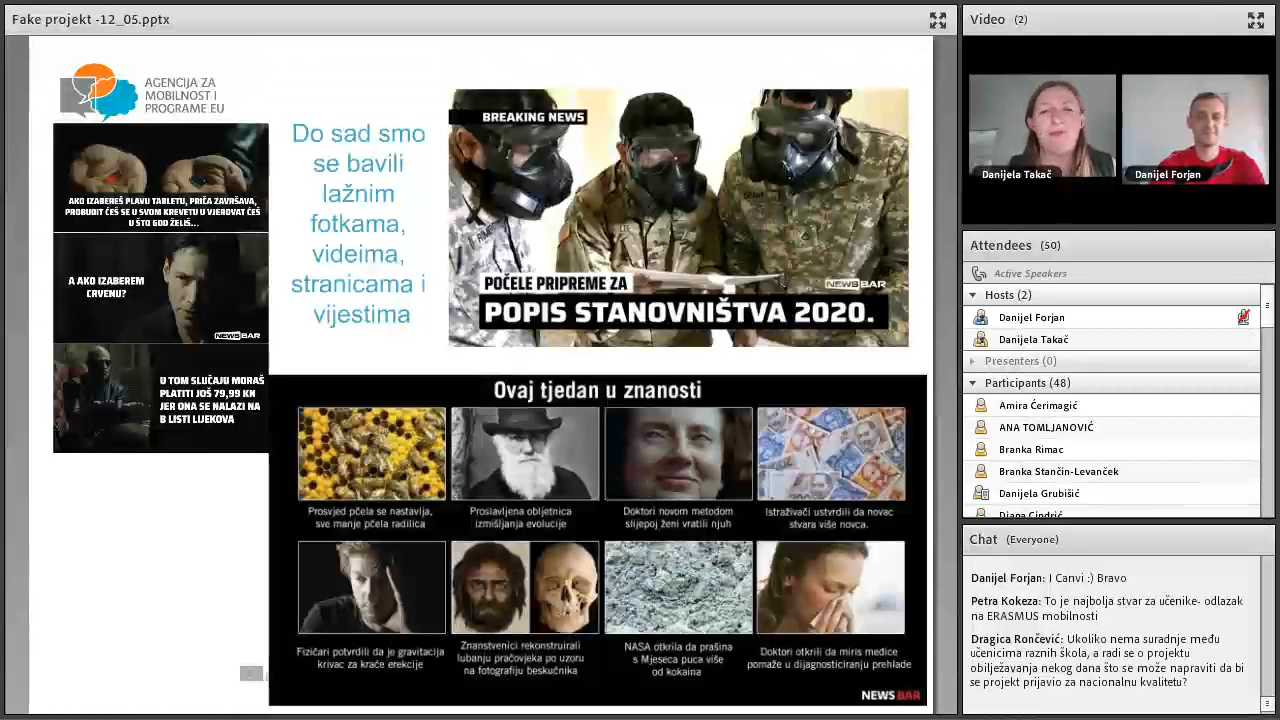 Fake projekt -12_05.pptx
AGENCIJA ZA
MOBILNOST I
PROGRAME EU
AKO IZABEREŠ PLAVU TABLETU, PRIČA ZAVRŠAVA,
PROBUDIT ĆEŠ SE U SVOM KREVETU U VJEROVAT ĆEŠ
U ŠTO GOD ŽELIŠ...
A AKO IZABEREM
CRVENU?
NEWSBAR
U TOM SLUČAJU MORAŠ
PLATITI JOŠ 79,99 KN
JER ONA SE NALAZI NA
B LISTI LIJEKOVA
Do sad smo
se bavili
lažnim
fotkama,
videima,
stranicama i
vijestima
BREAKING NEWS
POČELE PRIPREME ZA
NEWSBAR
POPIS STANOVNIŠTVA 2020.
Ovaj tjedan u znanosti
Prosvjed pčela se nastavlja,
sve manje pčela radilica
Proslavljena obljetnica
izmišljanja evolucije
Doktori novom metodom
slijepoj ženi vratili njuh
Istraživači ustvrdili da novac
stvara više novca.
Fizičari potvrdili da je gravitacija
krivac za kraće erekcije
Znanstvenici rekonstruirali
lubanju pračovjeka po uzoru
na fotografiju beskućnika
NASA otkrila da prašina
s Mjeseca puca više
od kokaina
Doktori otkrili da miris medice
pomaže u dijagnosticiranju prehlade
NEWSBAR
Video (2)
Danijela Takač
Danijel Forjan
Attendees (50)
Active Speakers
Hosts (2)
Danijel Forjan
Danijela Takač
Presenters (0)
Participants (48)
Amira Ćerimagić
ANA TOMLJANOVIĆ
Branka Rimac
Branka Stančin-Levanček
Danijela Grubišić
Diana Cindrić
Chat (Everyone)
Danijel Forjan: I Canvi :) Bravo
Petra Kokeza: To je najbolja stvar za učenike- odlazak
na ERASMUS mobilnosti
Dragica Rončević: Ukoliko nema suradnje među
učenicima raznih škola, a radi se o projektu
obilježavanja nekog dana što se može napraviti da bi
se projekt prijavio za nacionalnu kvalitetu?